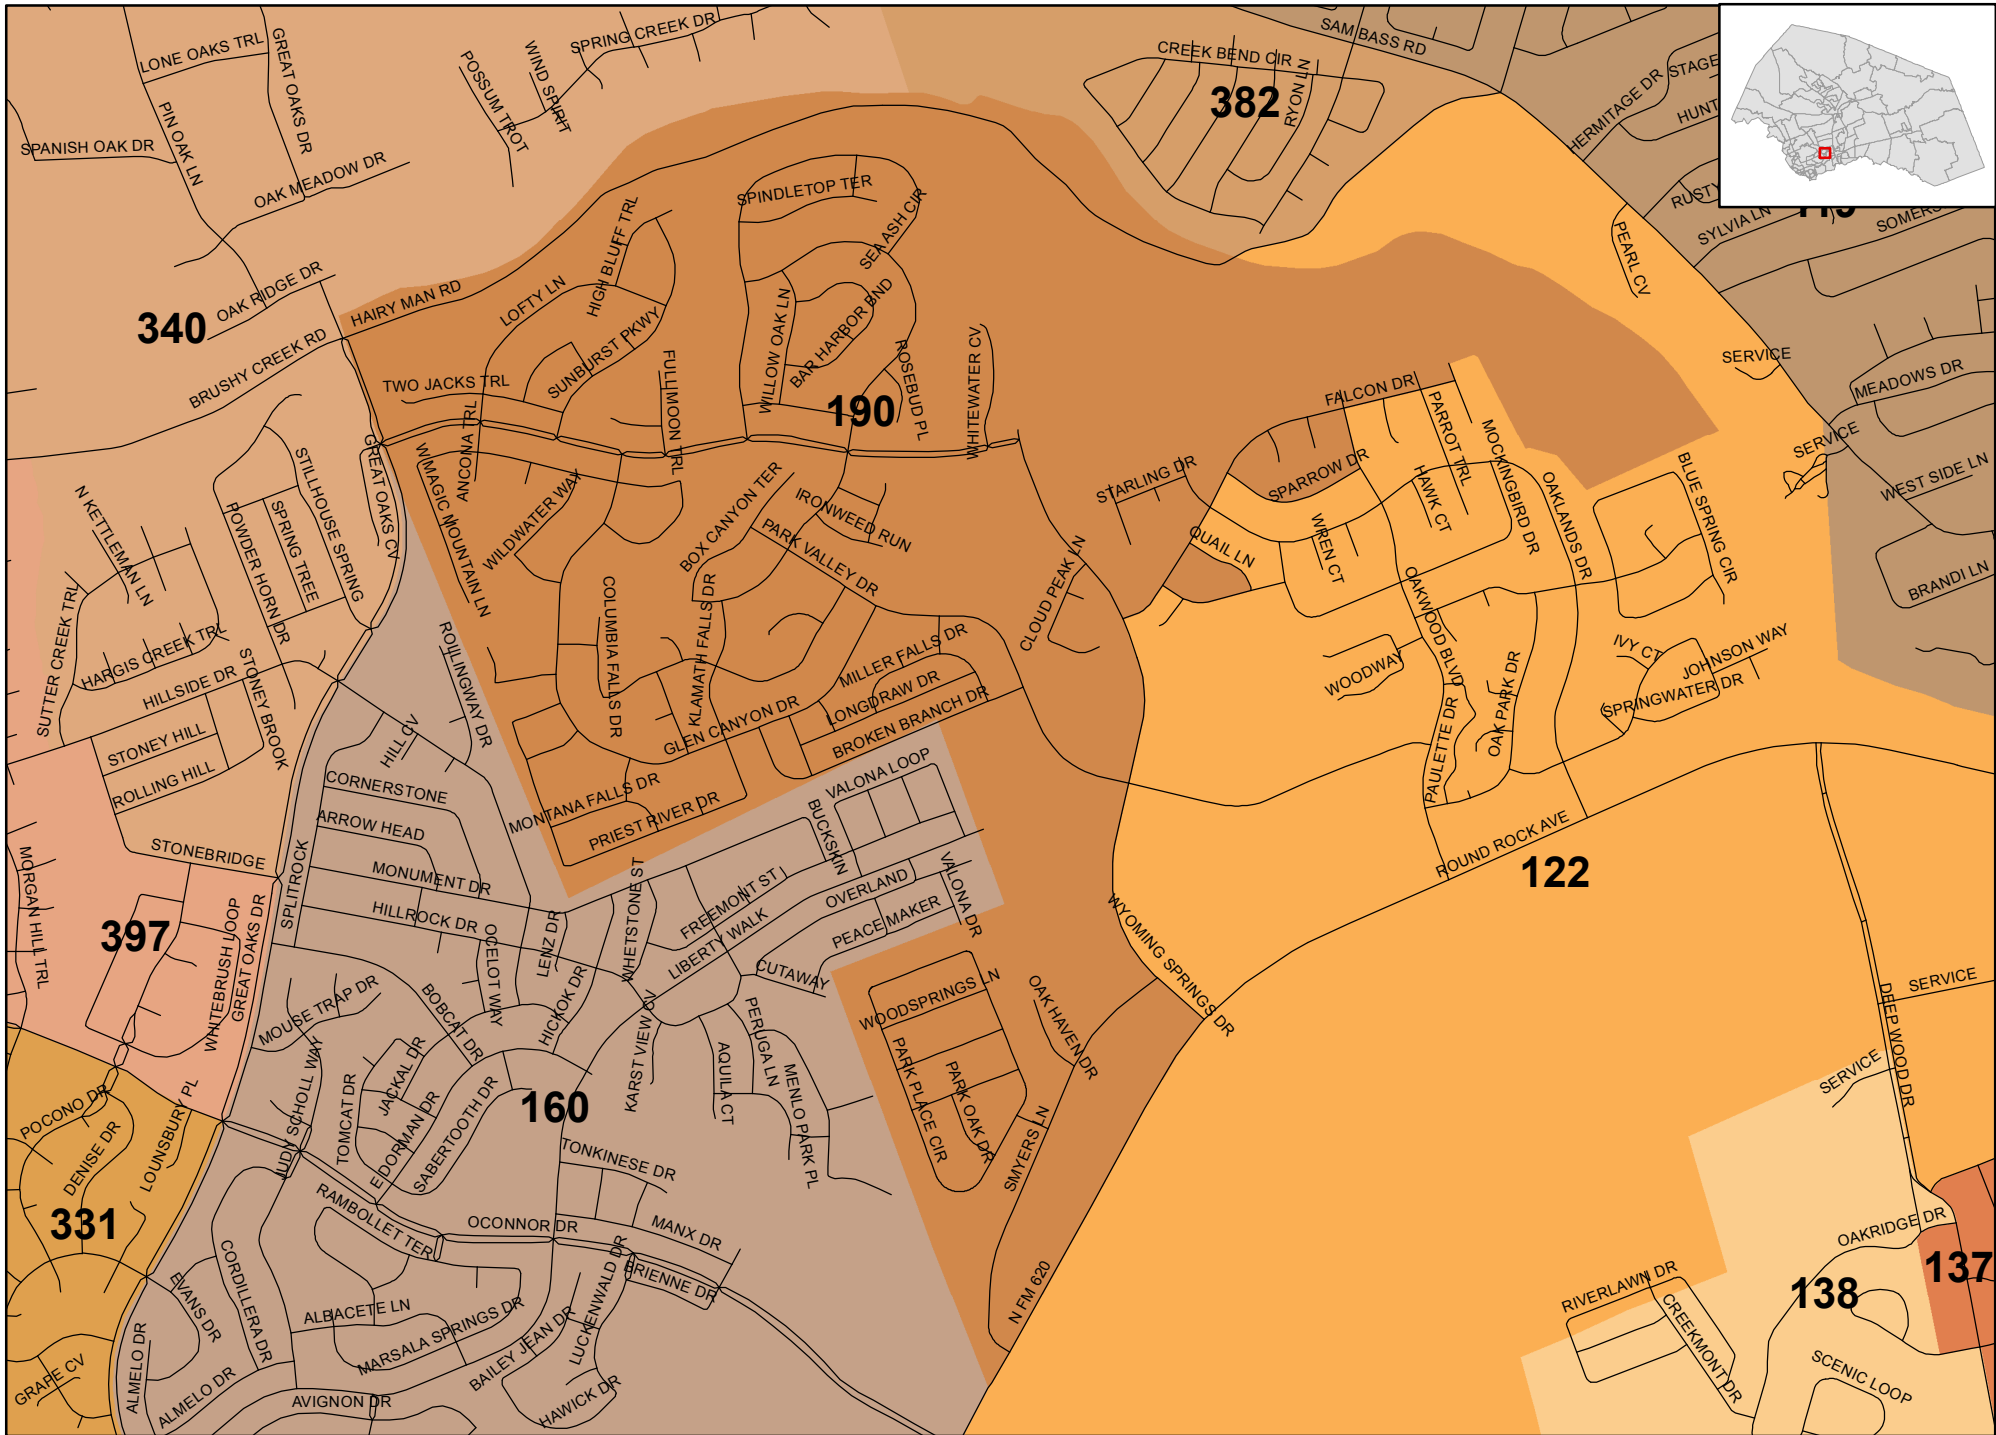 LONE OAKS TRL
GREAT OAKS DR
POSSUM TROT
WIND SPIRIT
SPRING CREEK DR
CREEK BEND CIR
SAM BASS RD
RYON LN
382
HERMITAGE DR
STAGE
HUNT
RUSTY
SYLVIA LN
SOMERS
PIN OAK LN
SPANISH OAK DR
OAK MEADOW DR
SPINDLETOP TER
SEA ASH CIR
HIGH BLUFF TRL
PEARL CV
OAK RIDGE DR
HAIRY MAN RD
LOFTY LN
340
BRUSHY CREEK RD
SUNBURST PKWY
WILLOW OAK LN
BAR HARBOR BND
ROSEBUD PL
WHITEWATER CV
SERVICE
MEADOWS DR
TWO JACKS TRL
FULLMOON TRL
190
FALCON DR
PARROT TRL
MOCKINGBIRD DR
SERVICE
GREAT OAKS CV
W MAGIC MOUNTAIN LN
ANCONA TRL
STILLHOUSE SPRING
WILDWATER WAY
BOX CANYON TER
IRONWEED RUN
PARK VALLEY DR
STARLING DR
SPARROW DR
HAWK CT
OAKLANDS DR
BLUE SPRING CIR
WEST SIDE LN
N KETTLEMAN LN
POWDER HORN DR
SPRING TREE
QUAIL LN
WREN CT
BRANDI LN
COLUMBIA FALLS DR
KLAMATH FALLS DR
CLOUD PEAK LN
OAKWOOD BLVD
SUTTER CREEK TRL
HARGIS CREEK TRL
ROLLINGWAY DR
MILLER FALLS DR
WOODWAY
IVY CT
JOHNSON WAY
HILLSIDE DR
STONEY BROOK
LONGDRAW DR
GLEN CANYON DR
BROKEN BRANCH DR
OAK PARK DR
SPRINGWATER DR
PAULETTE DR
STONEY HILL
ROLLING HILL
HILL CV
CORNERSTONE
MONTANA FALLS DR
PRIEST RIVER DR
VALONA LOOP
BUCKSKIN
ARROW HEAD
STONEBRIDGE
SPLITROCK
MONUMENT DR
HILLROCK DR
WHETSTONE ST
FREEMONT ST
OVERLAND
VALONA DR
ROUND ROCK AVE
122
MORGAN HILL TRL
397
WHITEBRUSH LOOP
GREAT OAKS DR
OCELOT WAY
LENZ DR
LIBERTY WALK
PEACE MAKER
WYOMING SPRINGS DR
HICKOK DR
CUTAWAY
WOODSPRINGS LN
OAK HAVEN DR
DEEP WOOD DR
SERVICE
MOUSE TRAP DR
BOBCAT DR
KARST VIEW CV
AQUILA CT
PERUGA LN
MENLO PARK PL
PARK PLACE CIR
PARK OAK DR
SERVICE
POCONO DR
DENISE DR
LOUNSBURY PL
JUDY SCHOLL WAY
TOMCAT DR
JACKAL DR
EDORMAN DR
SABERTOOTH DR
160
SMYERS LN
TONKINESE DR
331
RAMBOLLET TER
OCONNOR DR
MANX DR
OAKRIDGE DR
137
138
CORDILLERA DR
EVANS DR
LUCKENWALD DR
BRIENNE DR
N FM 620
RIVERLAWN DR
CREEKMONT DR
ALBACETE LN
MARSALA SPRINGS DR
BAILEY JEAN DR
GRAPE CV
ALMELO DR
ALMELO DR
AVIGNON DR
HAWICK DR
SCENIC LOOP